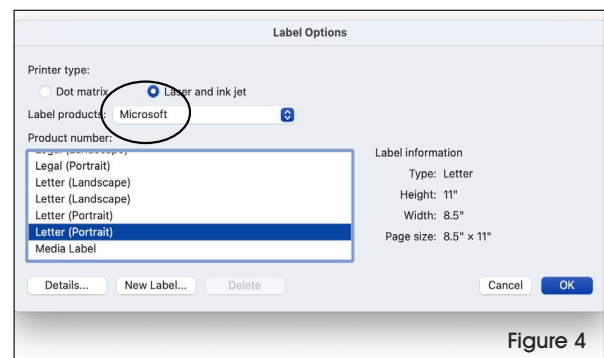 Label Options
Printer type:
Dot matrix Laser and ink jet
Label products: Microsoft
Product number:
Legal (Landscape)
Legal (Portrait)
Letter (Landscape)
Letter (Landscape)
Letter (Portrait)
Letter (Portrait)
Media Label
Label information
Type: Letter
Height: 11"
Width: 8.5"
Page size: 8.5" × 11"
Details... New Label... Delete
Cancel OK
Figure 4